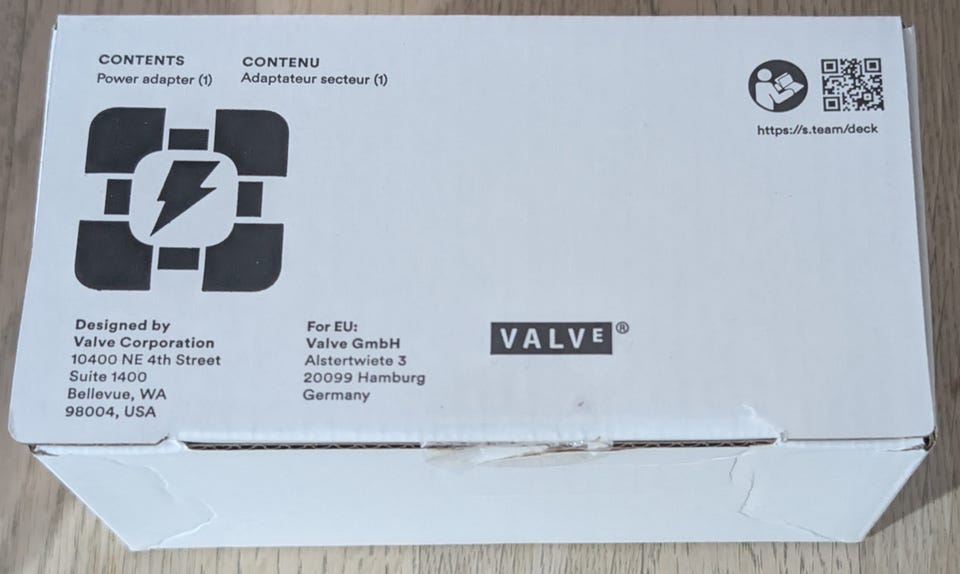 CONTENTS
Power adapter (1)
CONTENU
Adaptateur secteur (1)
https://s.team/deck
Designed by
Valve Corporation
10400 NE 4th Street
Suite 1400
Bellevue, WA
98004, USA
For EU:
Valve GmbH
Alstertwiete 3
20099 Hamburg
Germany
VALVE®